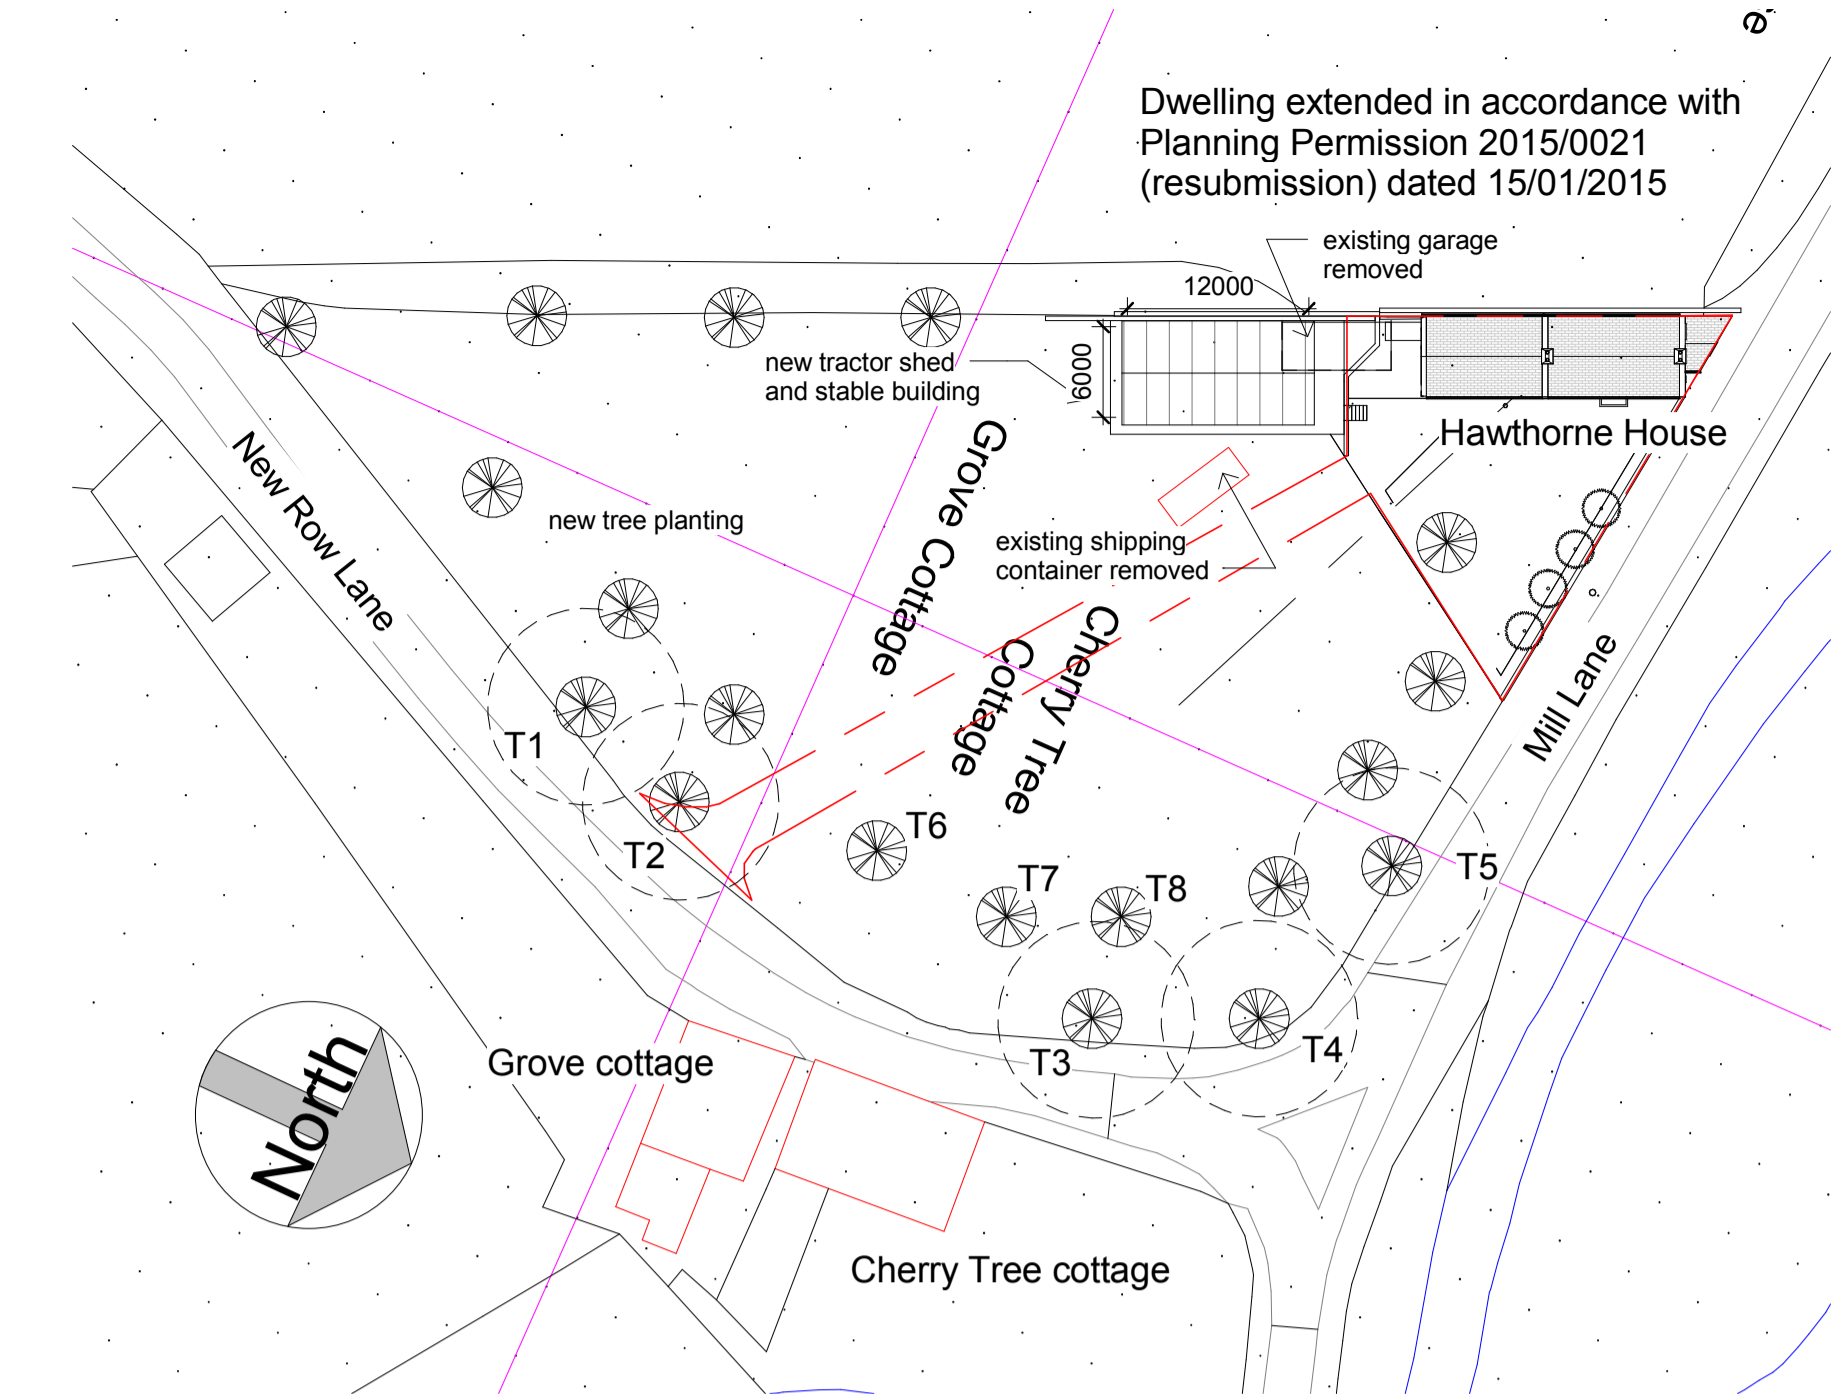 Dwelling extended in accordance with
Planning Permission 2015/0021
(resubmission) dated 15/01/2015
existing garage
removed
12000
6000
new tractor shed
and stable building
Hawthorne House
New Row Lane
new tree planting
Grove Cottage
existing shipping
container removed
Cherry Tree
Cottage
Mill Lane
T1
T2
T6
T7
T8
T5
T3
T4
North
Grove cottage
Cherry Tree cottage